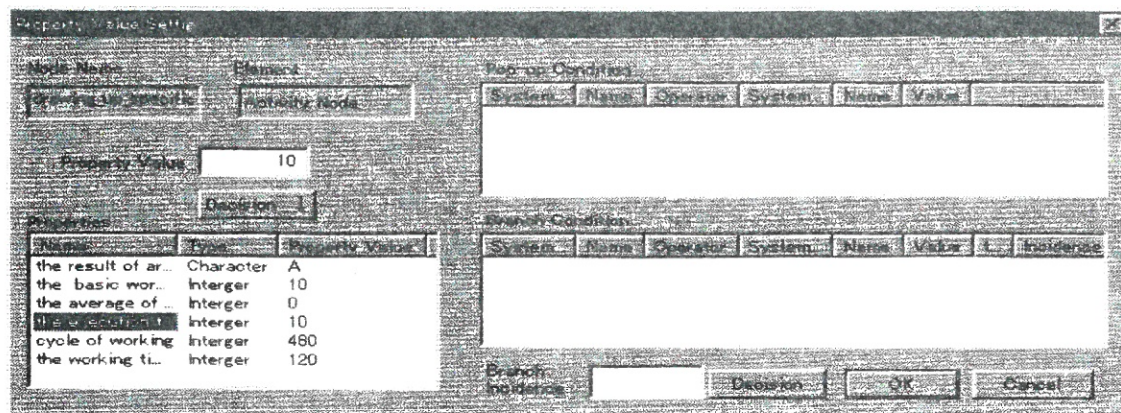 Property Value Setup
Node Name
Element
Node
Property Value
10
Decision
Properties
Name Type Property Value
the result of ar... Character A
the basic wor... Interger 10
the average of ... Interger 0
the Interger 10
cycle of working Interger 480
the working ti... Interger 120
Pop-up Condition
System Name Operator System Name Value
Branch Condition
System Name Operator System Name Value I... Incidence
Branch
Incidence
Decision
OK
Cancel